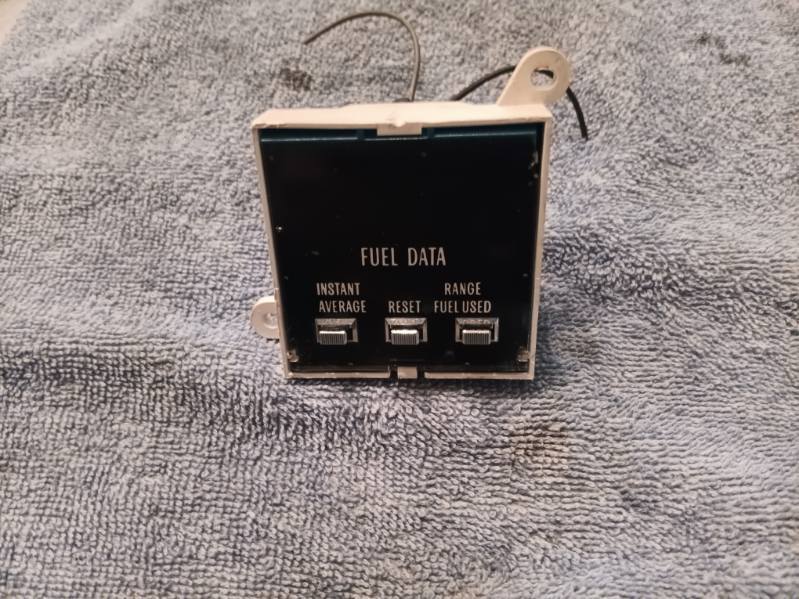 FUEL DATA
INSTANT RANGE
AVERAGE RESET FUEL USED